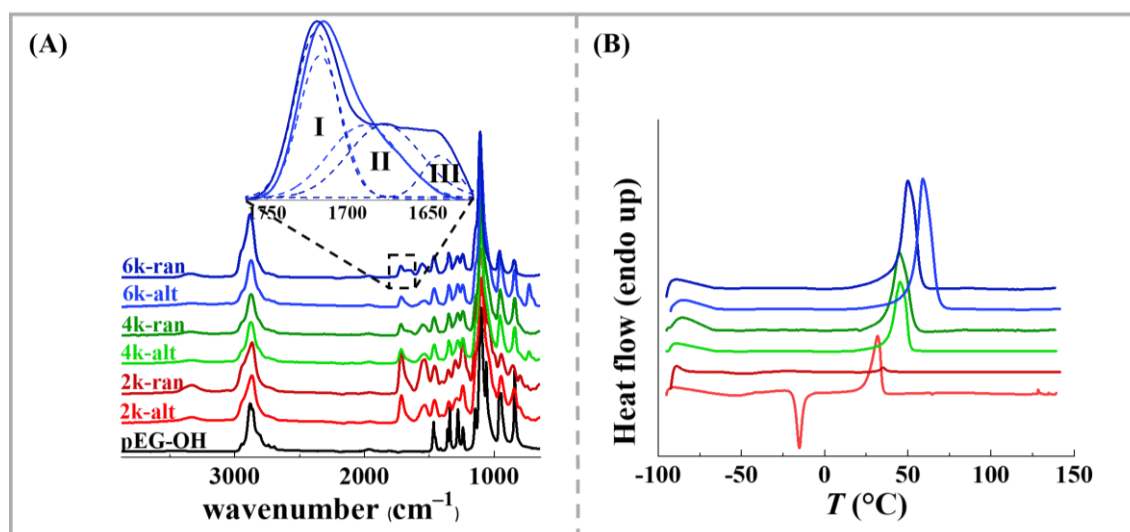 (A)
I
II
III
1750 1700 1650
6k-ran
6k-alt
4k-ran
4k-alt
2k-ran
2k-alt
pEG-OH
3000 2000 1000
wavenumber (cm⁻¹)
(B)
Heat flow (endo up)
-100 -50 0 50 100 150
T (°C)